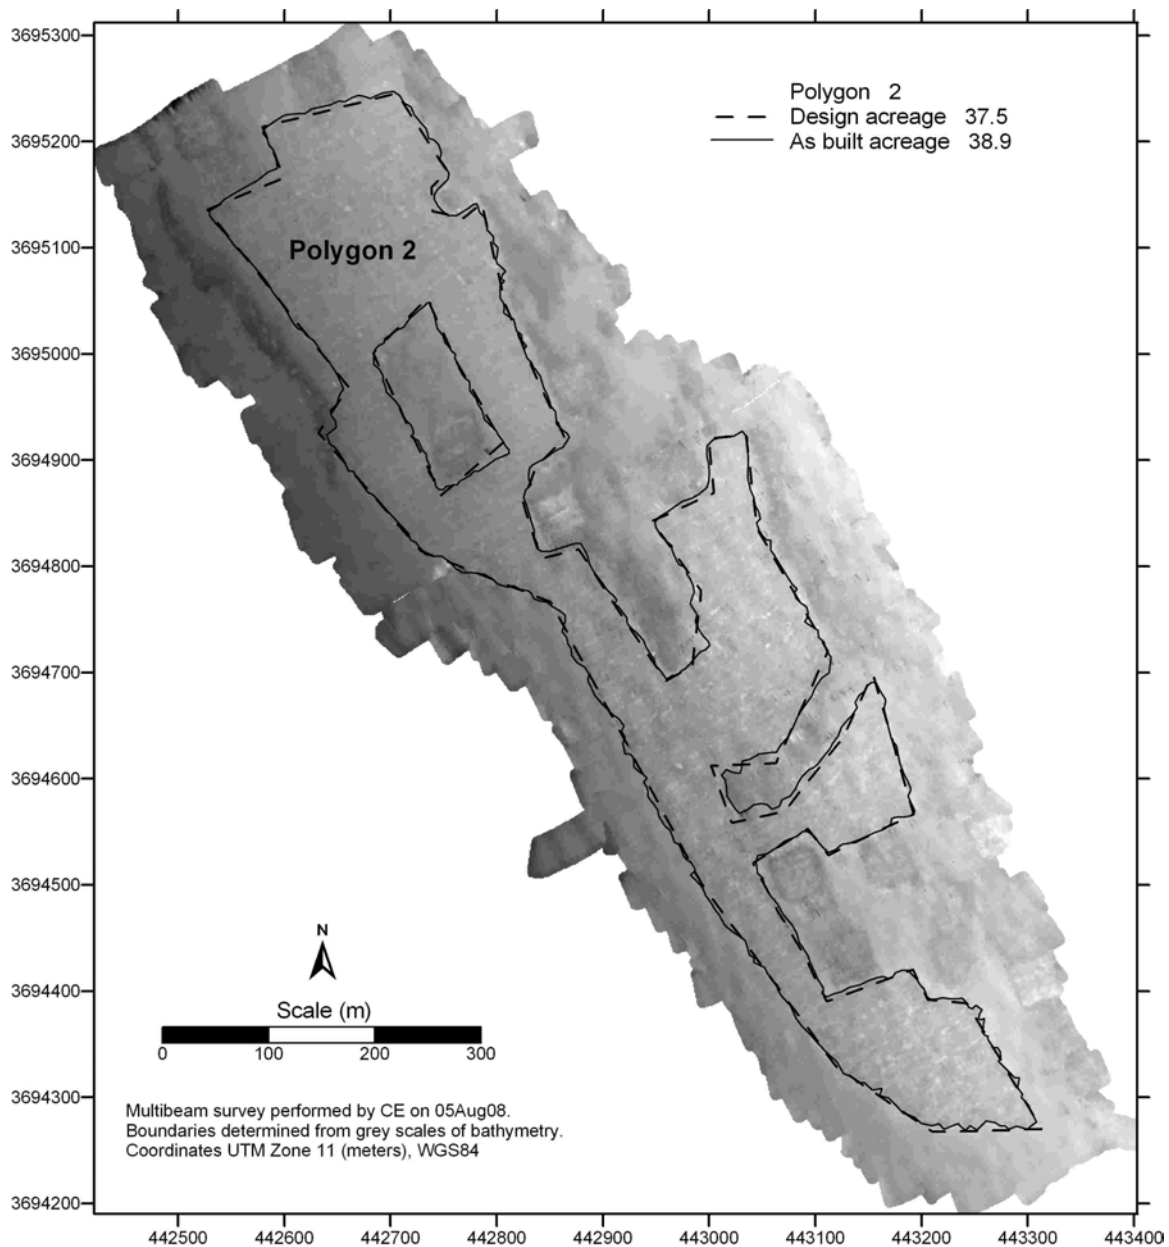 3695300
3695200
3695100
3695000
3694900
3694800
3694700
3694600
3694500
3694400
3694300
3694200
Polygon 2
Design acreage 37.5
As built acreage 38.9
Polygon 2
N
Scale (m)
0 100 200 300
Multibeam survey performed by CE on 05Aug08.
Boundaries determined from grey scales of bathymetry.
Coordinates UTM Zone 11 (meters), WGS84
442500 442600 442700 442800 442900 443000 443100 443200 443300 443400